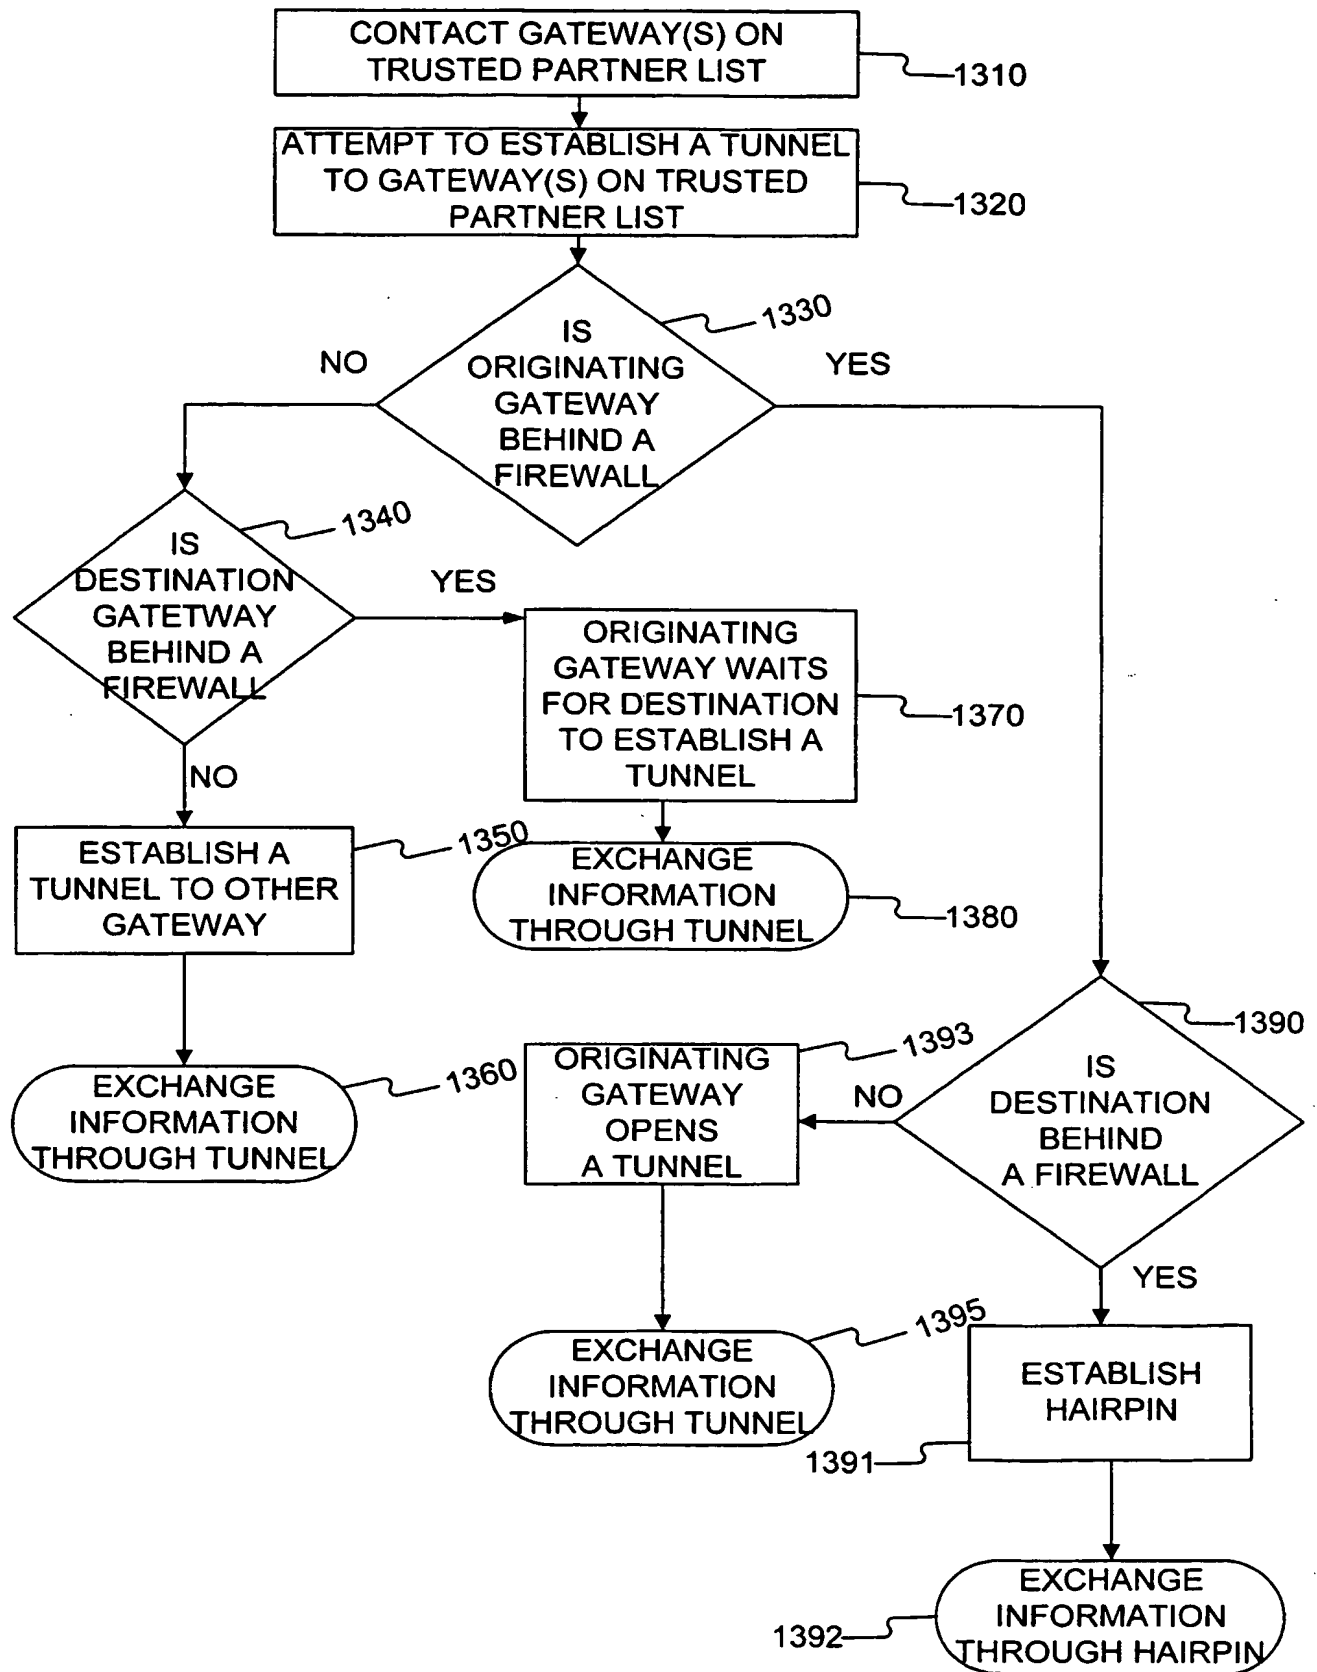 CONTACT GATEWAY(S) ON
TRUSTED PARTNER LIST
1310
ATTEMPT TO ESTABLISH A TUNNEL
TO GATEWAY(S) ON TRUSTED
PARTNER LIST
1320
1330
IS
ORIGINATING
GATEWAY
BEHIND A
FIREWALL
NO
YES
1340
IS
DESTINATION
GATETWAY
BEHIND A
FIREWALL
YES
NO
ORIGINATING
GATEWAY WAITS
FOR DESTINATION
TO ESTABLISH A
TUNNEL
1370
1350
ESTABLISH A
TUNNEL TO OTHER
GATEWAY
EXCHANGE
INFORMATION
THROUGH TUNNEL
1380
1360
EXCHANGE
INFORMATION
THROUGH TUNNEL
1390
IS
DESTINATION
BEHIND
A FIREWALL
NO
YES
1393
ORIGINATING
GATEWAY
OPENS
A TUNNEL
1395
EXCHANGE
INFORMATION
THROUGH TUNNEL
ESTABLISH
HAIRPIN
1391
EXCHANGE
INFORMATION
THROUGH HAIRPIN
1392